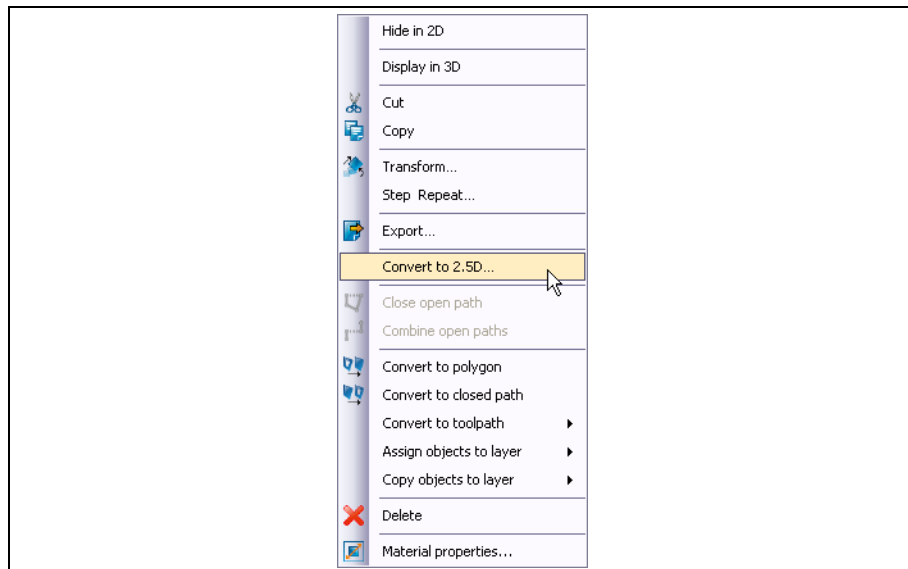 Hide in 2D
Display in 3D
Cut
Copy
Transform...
Step Repeat...
Export...
Convert to 2.5D...
Close open path
Combine open paths
Convert to polygon
Convert to closed path
Convert to toolpath
Assign objects to layer
Copy objects to layer
Delete
Material properties...